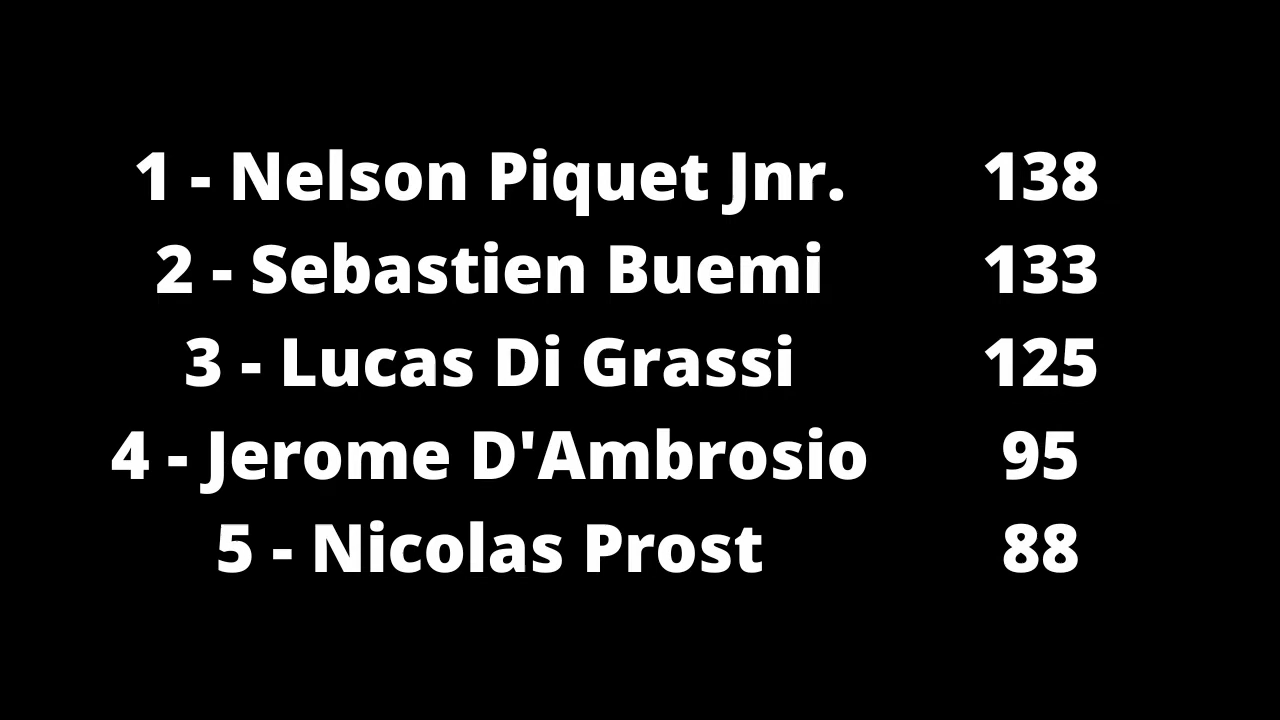 1 - Nelson Piquet Jnr. 138
2 - Sebastien Buemi 133
3 - Lucas Di Grassi 125
4 - Jerome D'Ambrosio 95
5 - Nicolas Prost 88